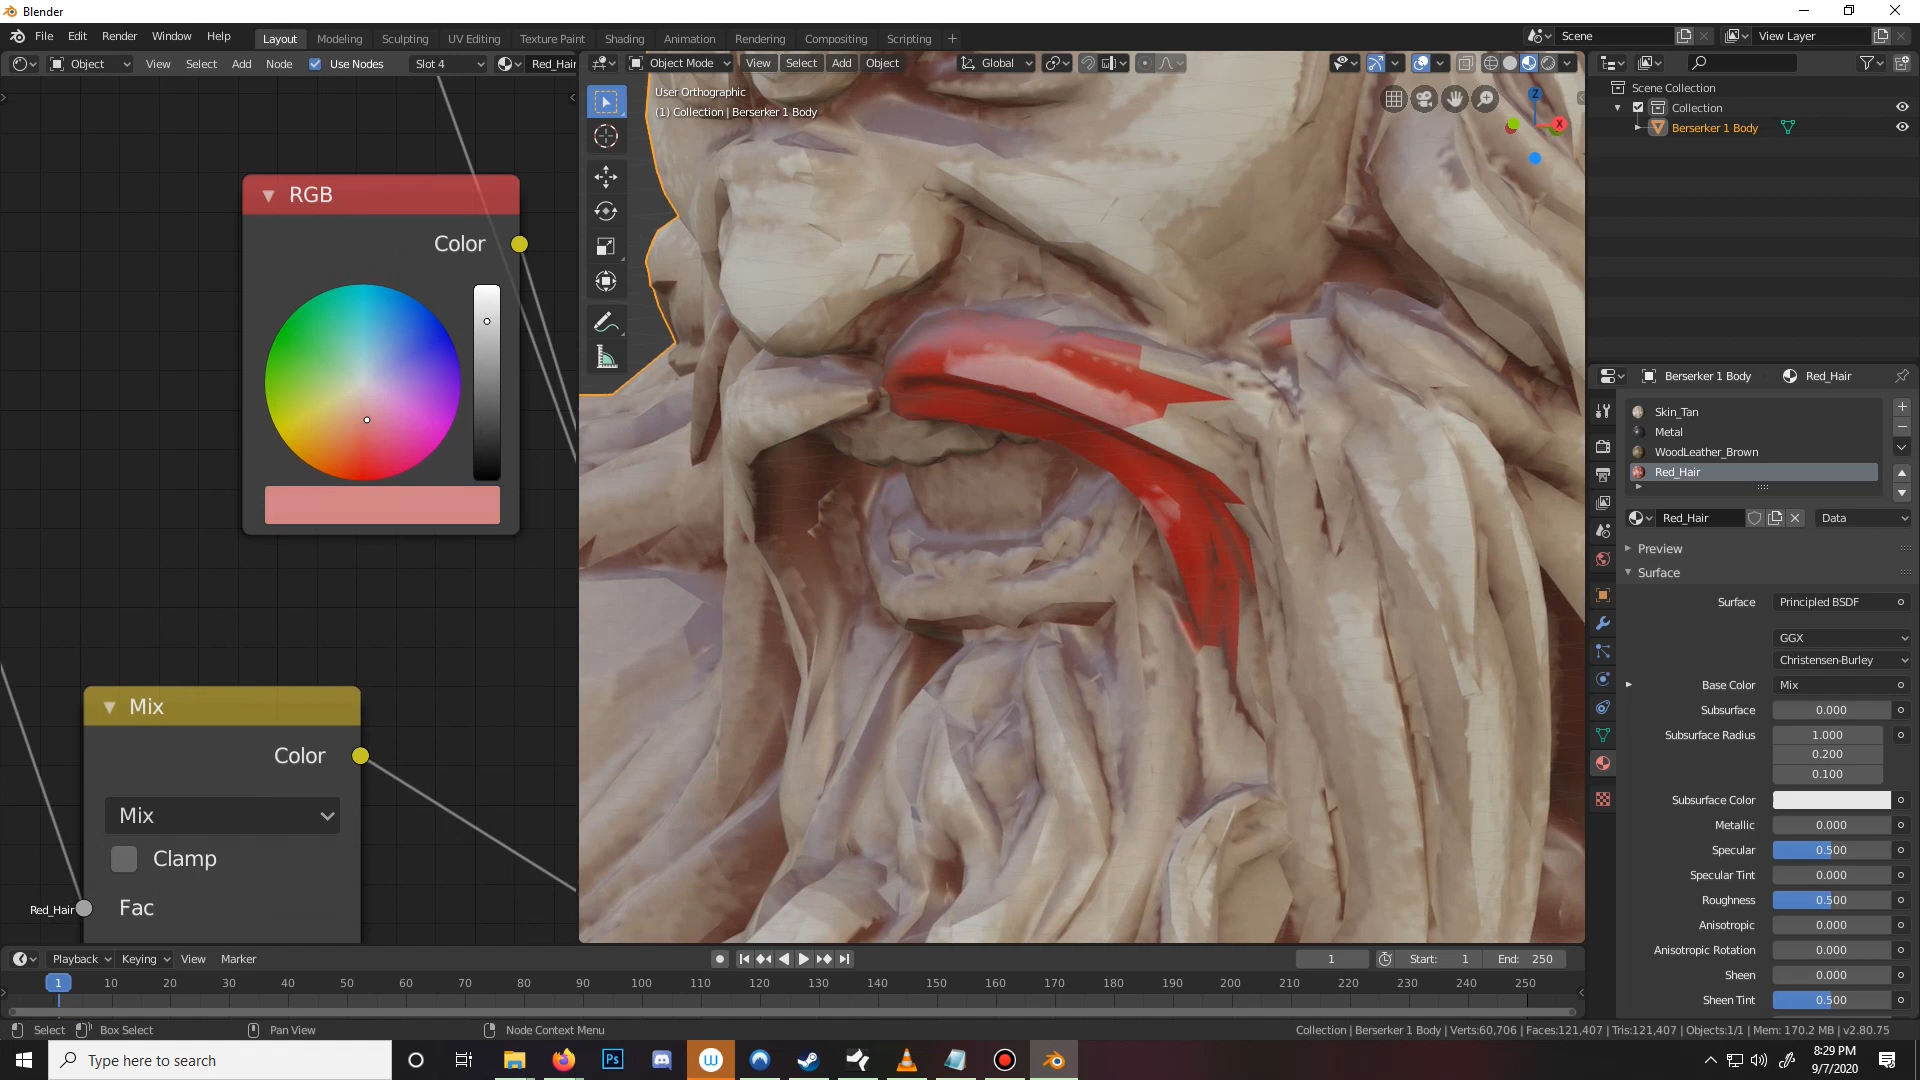 Blender
File Edit Render Window Help Layout Modeling Sculpting UV Editing Texture Paint Shading Animation Rendering Compositing Scripting Scene View Layer
Object View Select Add Node Use Nodes Slot 4 Red_Hair
Object Mode View Select Add Object Global
User Orthographic
(1) Collection | Berserker 1 Body
Z
X
RGB
Color
Mix
Color
Mix
Clamp
Red_Hair Fac
Scene Collection
Collection
Berserker 1 Body
Berserker 1 Body Red_Hair
Skin_Tan
Metal
WoodLeather_Brown
Red_Hair
Red_Hair Data
Preview
Surface
Surface Principled BSDF
GGX
Christensen-Burley
Base Color Mix
Subsurface 0.000
Subsurface Radius 1.000
0.200
0.100
Subsurface Color
Metallic 0.000
Specular 0.500
Specular Tint 0.000
Roughness 0.500
Anisotropic 0.000
Anisotropic Rotation 0.000
Sheen 0.000
Sheen Tint 0.500
Playback Keying View Marker 1 Start: 1 End: 250
1 10 20 30 40 50 60 70 80 90 100 110 120 130 140 150 160 170 180 190 200 210 220 230 240 250
Select Box Select Pan View Node Context Menu Collection | Berserker 1 Body | Verts:60,706 | Faces:121,407 | Tris:121,407 | Objects:1/1 | Mem: 170.2 MB | v2.80.75
Type here to search
Ps
W
8:29 PM
9/7/2020